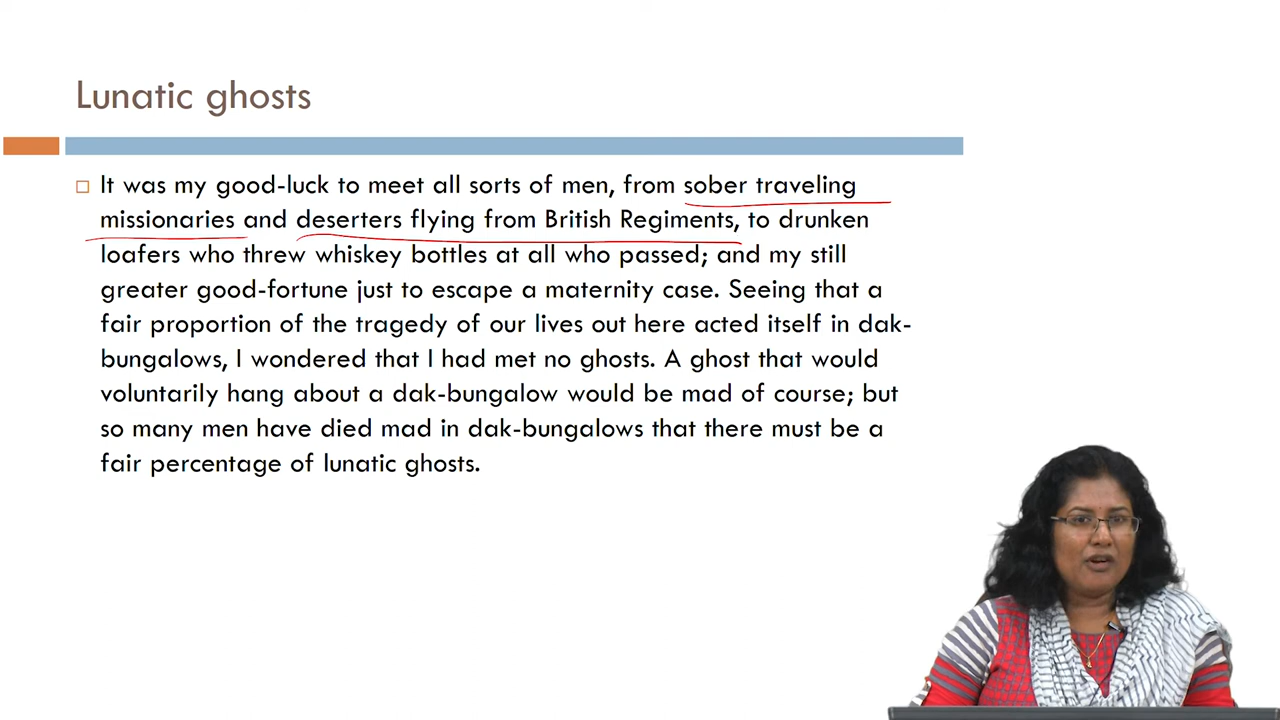 Lunatic ghosts
It was my good-luck to meet all sorts of men, from sober traveling
missionaries and deserters flying from British Regiments, to drunken
loafers who threw whiskey bottles at all who passed; and my still
greater good-fortune just to escape a maternity case. Seeing that a
fair proportion of the tragedy of our lives out here acted itself in dak-
bungalows, I wondered that I had met no ghosts. A ghost that would
voluntarily hang about a dak-bungalow would be mad of course; but
so many men have died mad in dak-bungalows that there must be a
fair percentage of lunatic ghosts.